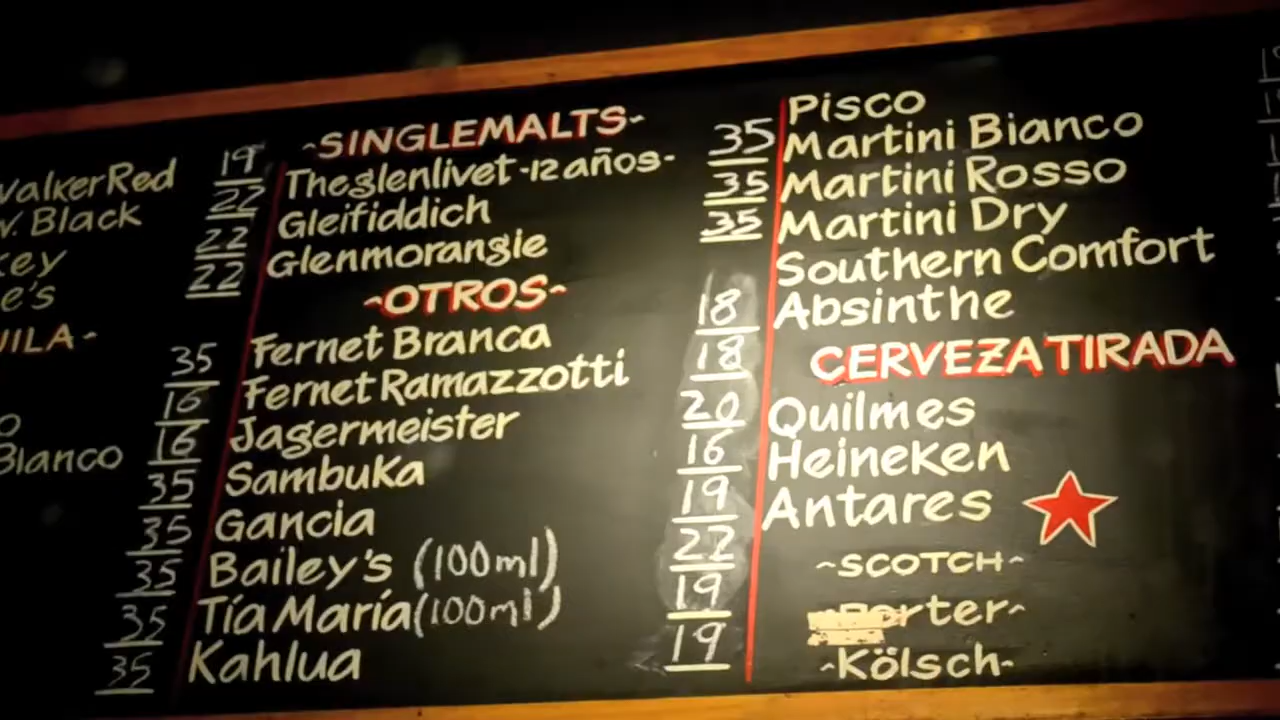 WalkerRed 19
W. Black 22
Key 22
e's 22
UILA -
35
16
O 16
Blanco 35
35
35
35
35
~SINGLEMALTS~
Theglenlivet -12 años- 35
Gleifiddich 35
Glenmorangie 35
~OTROS~
Fernet Branca 18
Fernet Ramazzotti 18
Jagermeister 20
Sambuka 16
Gancia 19
Bailey's (100ml) 22
Tía María (100ml) 19
Kahlua 19
Pisco
Martini Bianco
Martini Rosso
Martini Dry
Southern Comfort
Absinthe
CERVEZA TIRADA
Quilmes
Heineken
Antares
~SCOTCH~
Porter~
~Kölsch~